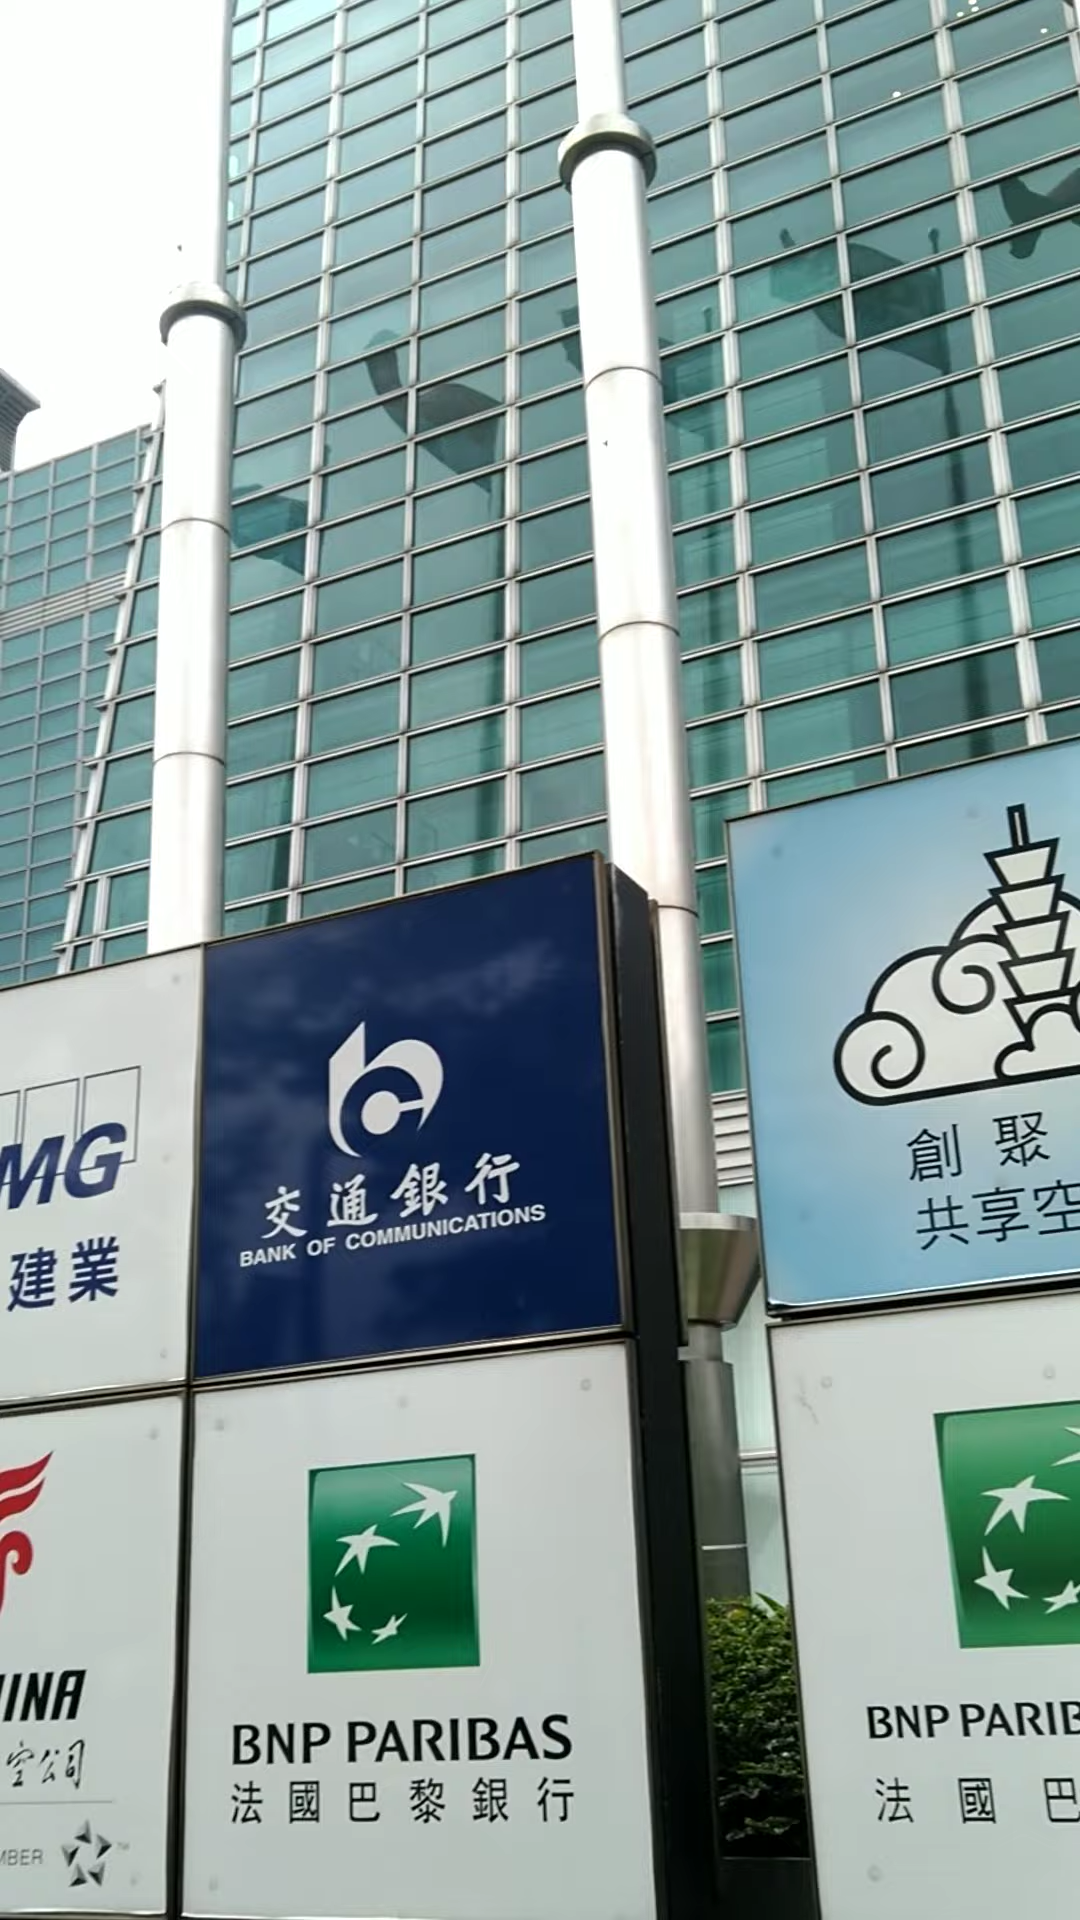 MG
建業
交通銀行
BANK OF COMMUNICATIONS
創聚
共享空
INA
空公司
MBER
BNP PARIBAS
法國巴黎銀行
BNP PARIB
法國巴